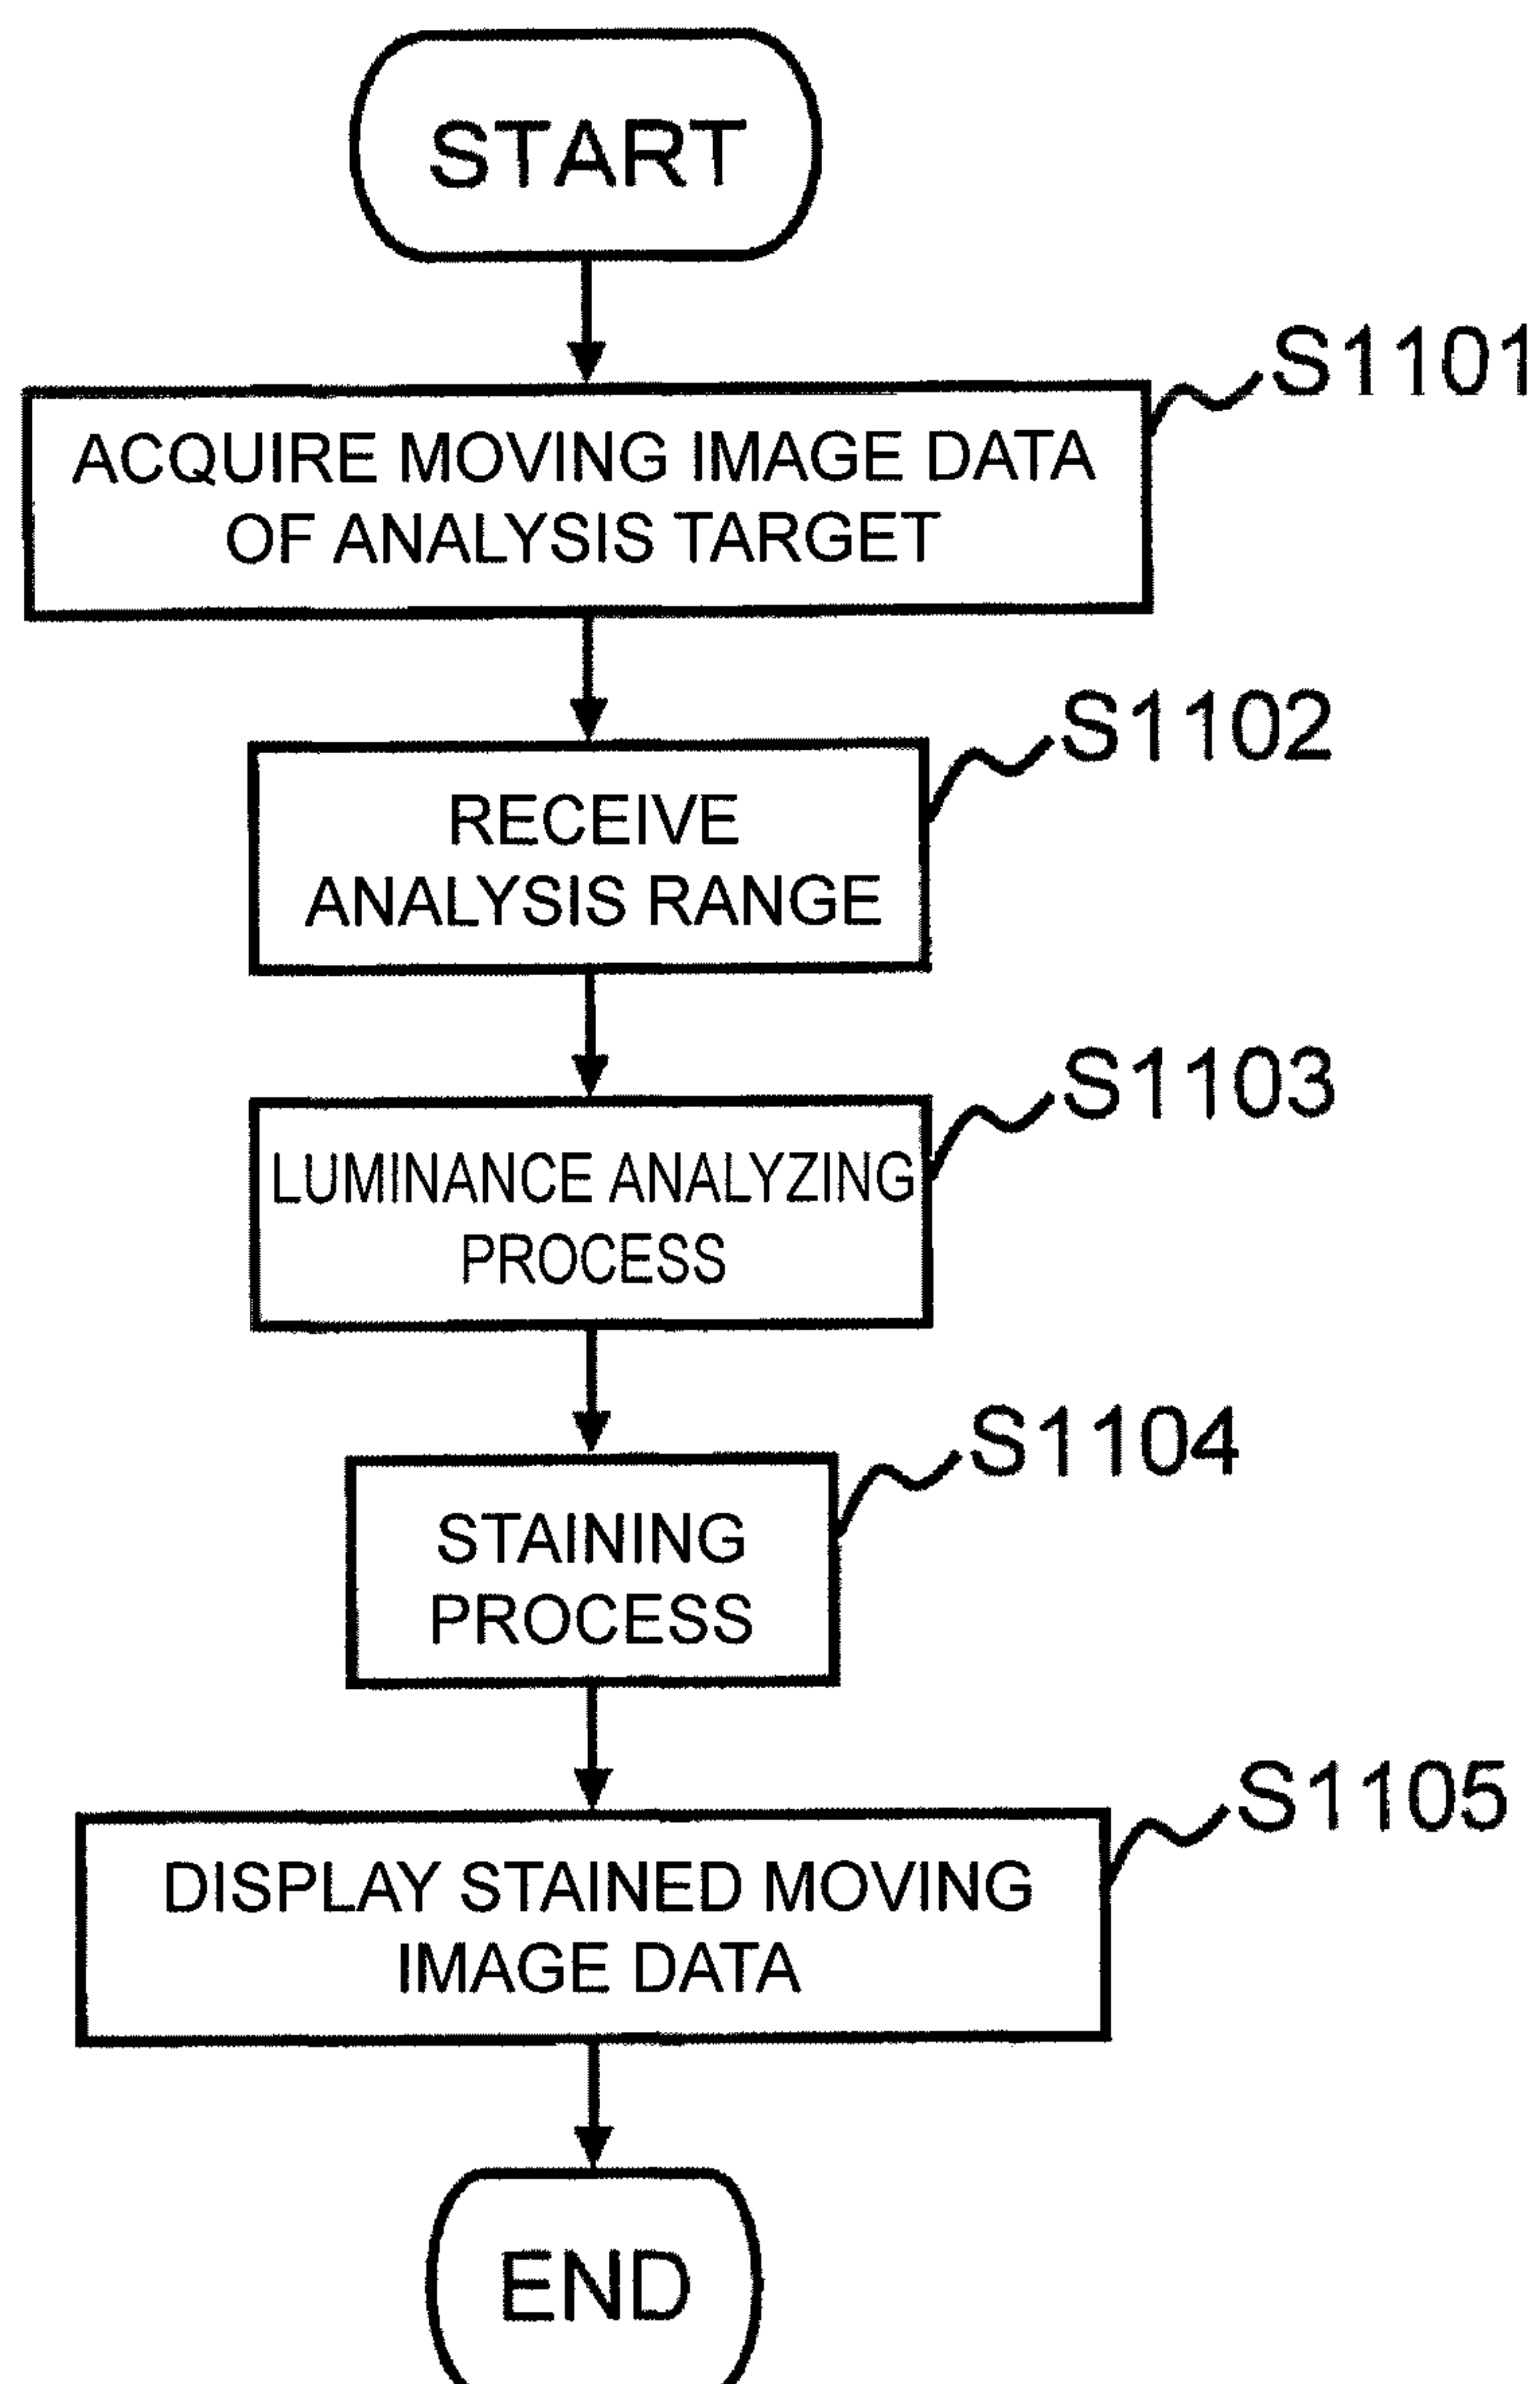 START
S1101
ACQUIRE MOVING IMAGE DATA
OF ANALYSIS TARGET
S1102
RECEIVE
ANALYSIS RANGE
S1103
LUMINANCE ANALYZING
PROCESS
S1104
STAINING
PROCESS
S1105
DISPLAY STAINED MOVING
IMAGE DATA
END